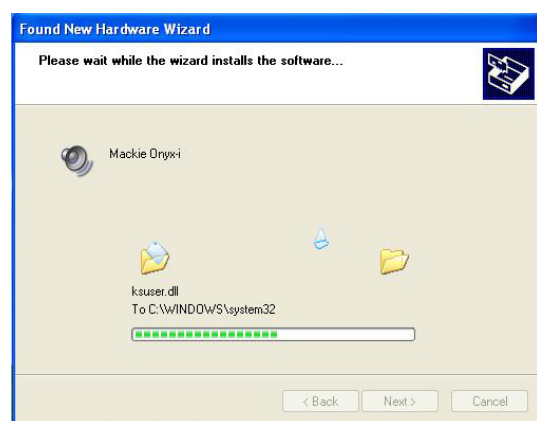 Found New Hardware Wizard
Please wait while the wizard installs the software...
Mackie Onyx-i
ksuser.dll
To C:\WINDOWS\system32
< Back Next > Cancel